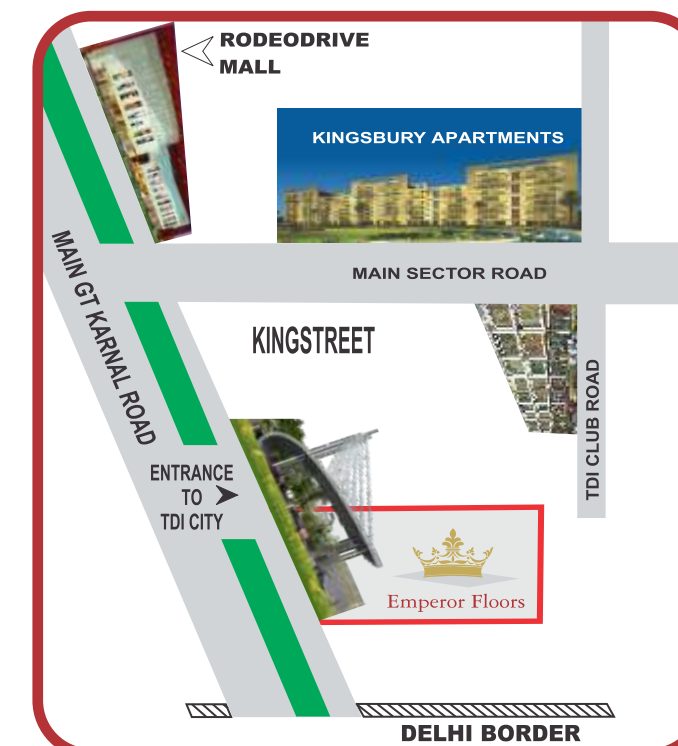 RODEODRIVE
MALL
KINGSBURY APARTMENTS
MAIN SECTOR ROAD
MAIN GT KARNAL ROAD
KINGSTREET
TDI CLUB ROAD
ENTRANCE
TO
TDI CITY
Emperor Floors
DELHI BORDER